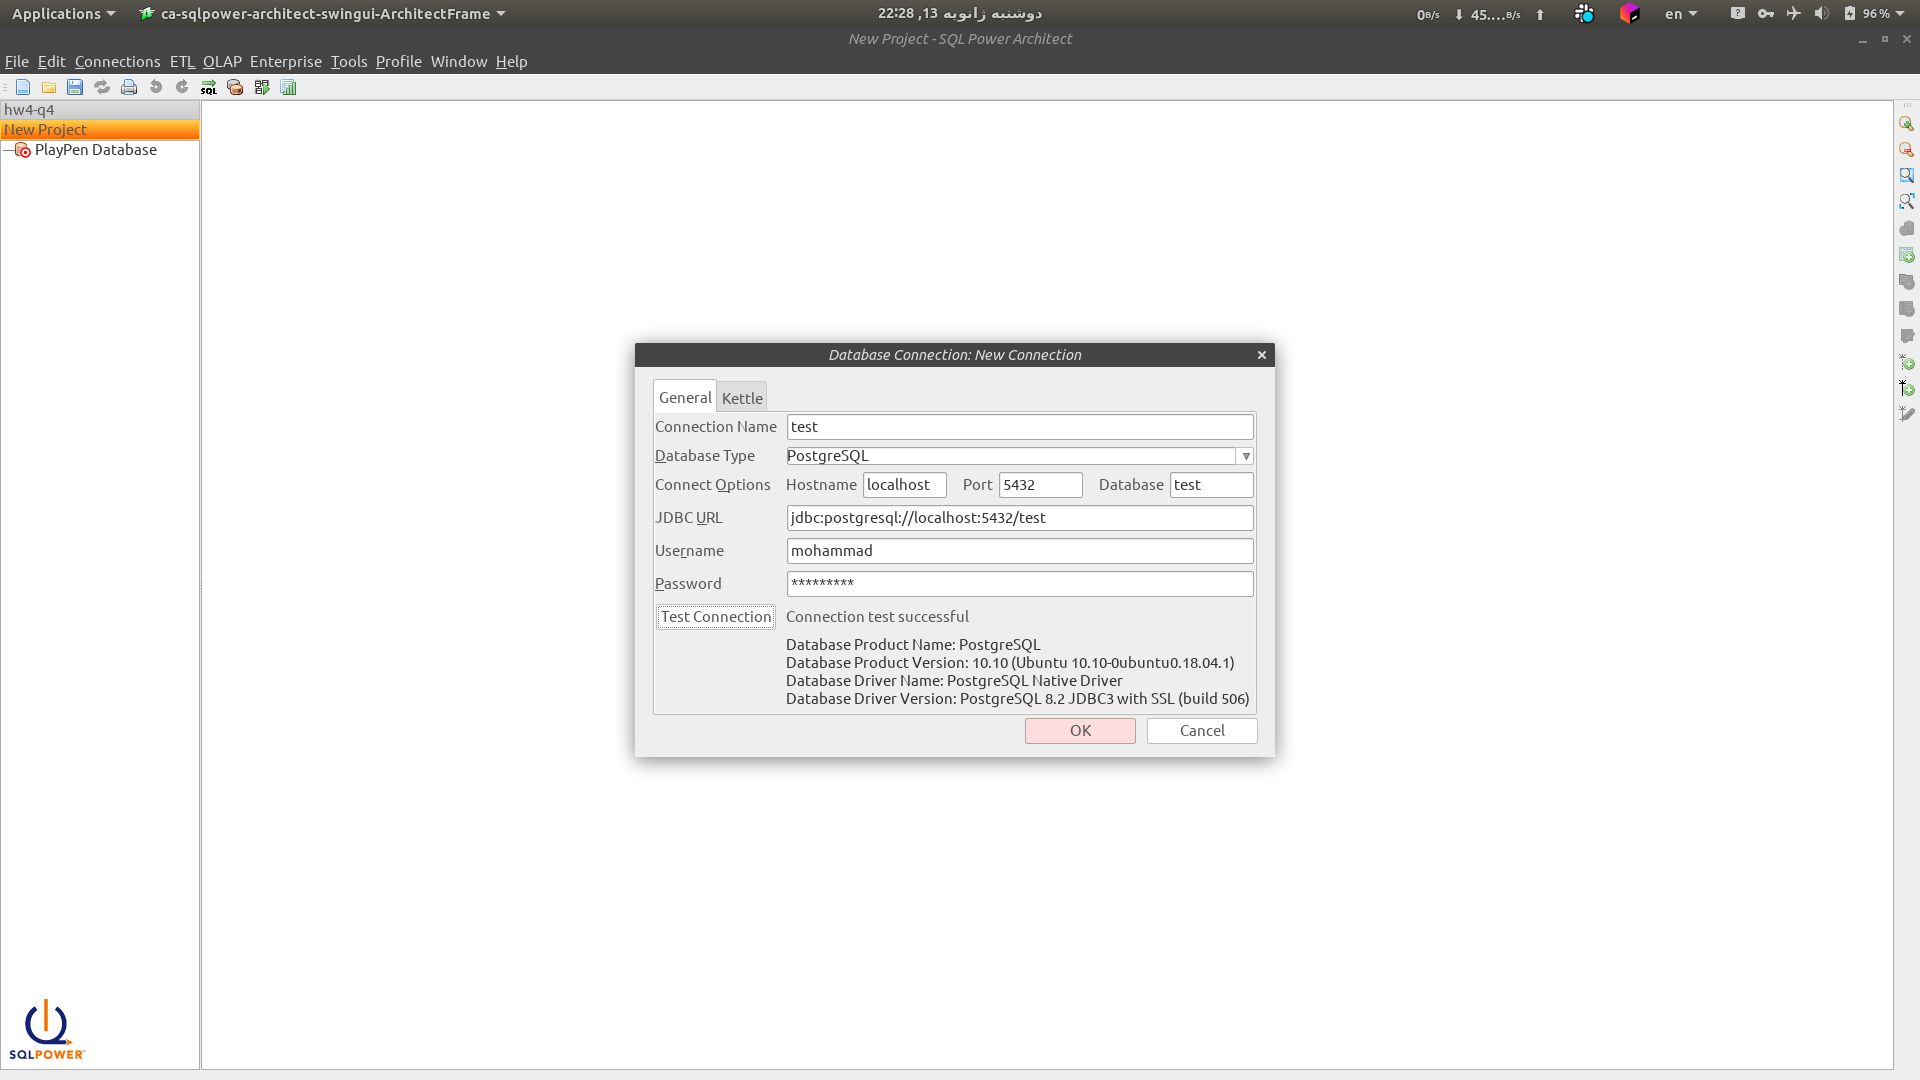 Applications ca-sqlpower-architect-swingui-ArchitectFrame دوشنبه ژانویه 13, 22:28 0B/s 45....B/s en 96 %
New Project - SQL Power Architect
File Edit Connections ETL OLAP Enterprise Tools Profile Window Help
SQL
hw4-q4
New Project
PlayPen Database
Database Connection: New Connection
General Kettle
Connection Name test
Database Type PostgreSQL
Connect Options Hostname localhost Port 5432 Database test
JDBC URL jdbc:postgresql://localhost:5432/test
Username mohammad
Password *********
Test Connection Connection test successful
Database Product Name: PostgreSQL
Database Product Version: 10.10 (Ubuntu 10.10-0ubuntu0.18.04.1)
Database Driver Name: PostgreSQL Native Driver
Database Driver Version: PostgreSQL 8.2 JDBC3 with SSL (build 506)
OK Cancel
SQLPOWER